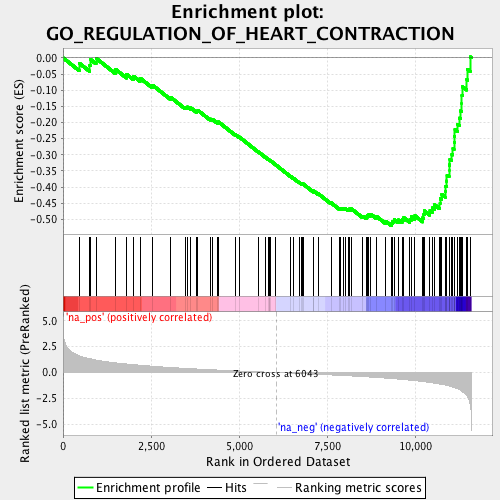 Enrichment plot:
GO_REGULATION_OF_HEART_CONTRACTION
Enrichment score (ES)
0.00
-0.05
-0.10
-0.15
-0.20
-0.25
-0.30
-0.35
-0.40
-0.45
-0.50
'na_pos' (positively correlated)
Ranked list metric (PreRanked)
5.0
2.5
0.0
-2.5
-5.0
Zero cross at 6043
'na_neg' (negatively correlated)
0
2,500
5,000
7,500
10,000
Rank in Ordered Dataset
Enrichment profile
Hits
Ranking metric scores